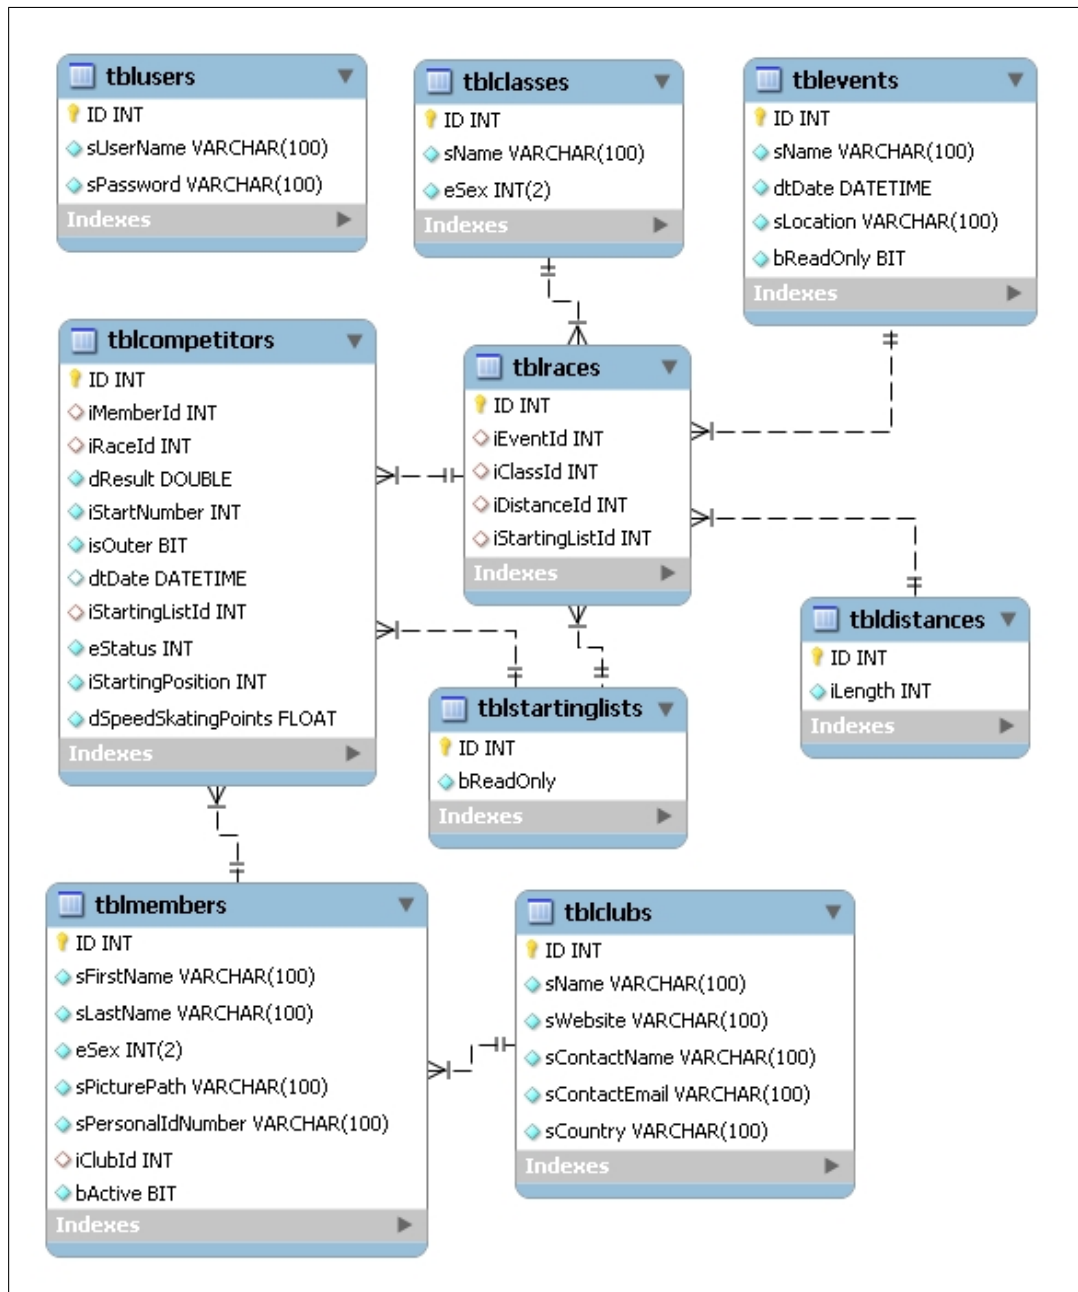 tblusers
ID INT
sUserName VARCHAR(100)
sPassword VARCHAR(100)
Indexes
tblclasses
ID INT
sName VARCHAR(100)
eSex INT(2)
Indexes
tblevents
ID INT
sName VARCHAR(100)
dtDate DATETIME
sLocation VARCHAR(100)
bReadOnly BIT
Indexes
tblcompetitors
ID INT
iMemberId INT
iRaceId INT
dResult DOUBLE
iStartNumber INT
isOuter BIT
dtDate DATETIME
iStartingListId INT
eStatus INT
iStartingPosition INT
dSpeedSkatingPoints FLOAT
Indexes
tblraces
ID INT
iEventId INT
iClassId INT
iDistanceId INT
iStartingListId INT
Indexes
tbldistances
ID INT
iLength INT
Indexes
tblstartinglists
ID INT
bReadOnly
Indexes
tblmembers
ID INT
sFirstName VARCHAR(100)
sLastName VARCHAR(100)
eSex INT(2)
sPicturePath VARCHAR(100)
sPersonalIdNumber VARCHAR(100)
iClubId INT
bActive BIT
Indexes
tblclubs
ID INT
sName VARCHAR(100)
sWebsite VARCHAR(100)
sContactName VARCHAR(100)
sContactEmail VARCHAR(100)
sCountry VARCHAR(100)
Indexes